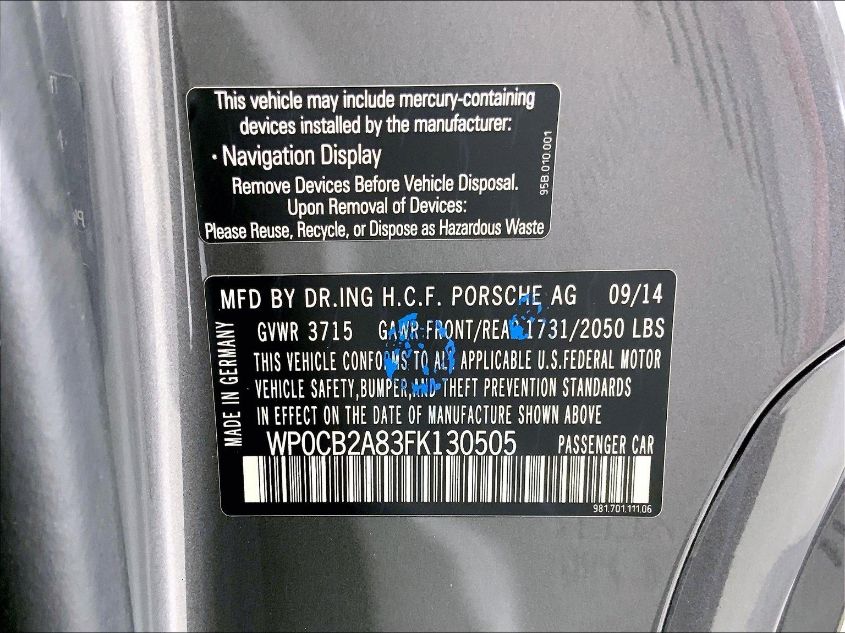 This vehicle may include mercury-containing
devices installed by the manufacturer:
· Navigation Display
Remove Devices Before Vehicle Disposal.
Upon Removal of Devices:
Please Reuse, Recycle, or Dispose as Hazardous Waste
95B.010.001
MFD BY DR.ING H.C.F. PORSCHE AG 09/14
GVWR 3715 GAWR FRONT/REAR 1731/2050 LBS
THIS VEHICLE CONFORMS TO ALL APPLICABLE U.S.FEDERAL MOTOR
VEHICLE SAFETY,BUMPER,AND THEFT PREVENTION STANDARDS
IN EFFECT ON THE DATE OF MANUFACTURE SHOWN ABOVE
WP0CB2A83FK130505 PASSENGER CAR
MADE IN GERMANY
981.701.111.06